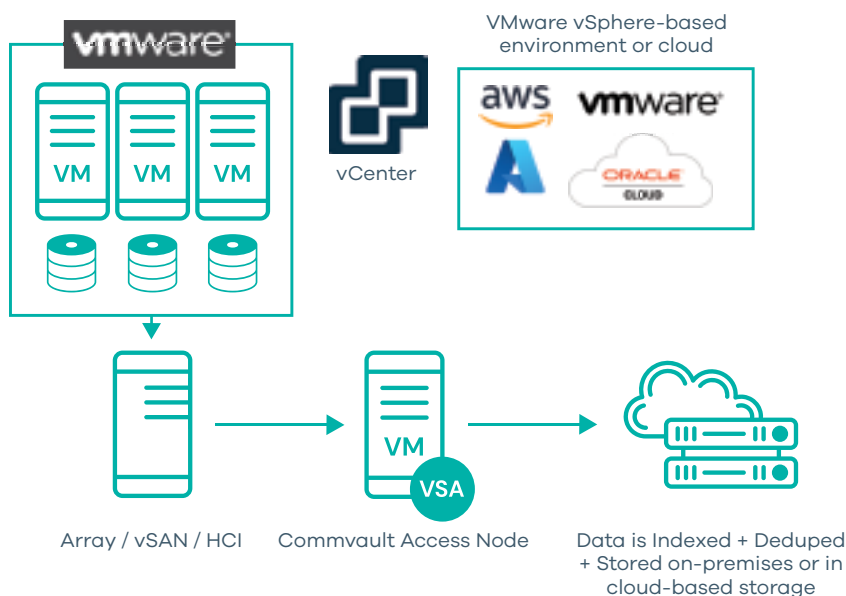 vmware
VM
VM
VM
vCenter
VMware vSphere-based
environment or cloud
aws
vmware
ORACLE
CLOUD
Array / vSAN / HCI
VM
VSA
Commvault Access Node
Data is Indexed + Deduped
+ Stored on-premises or in
cloud-based storage